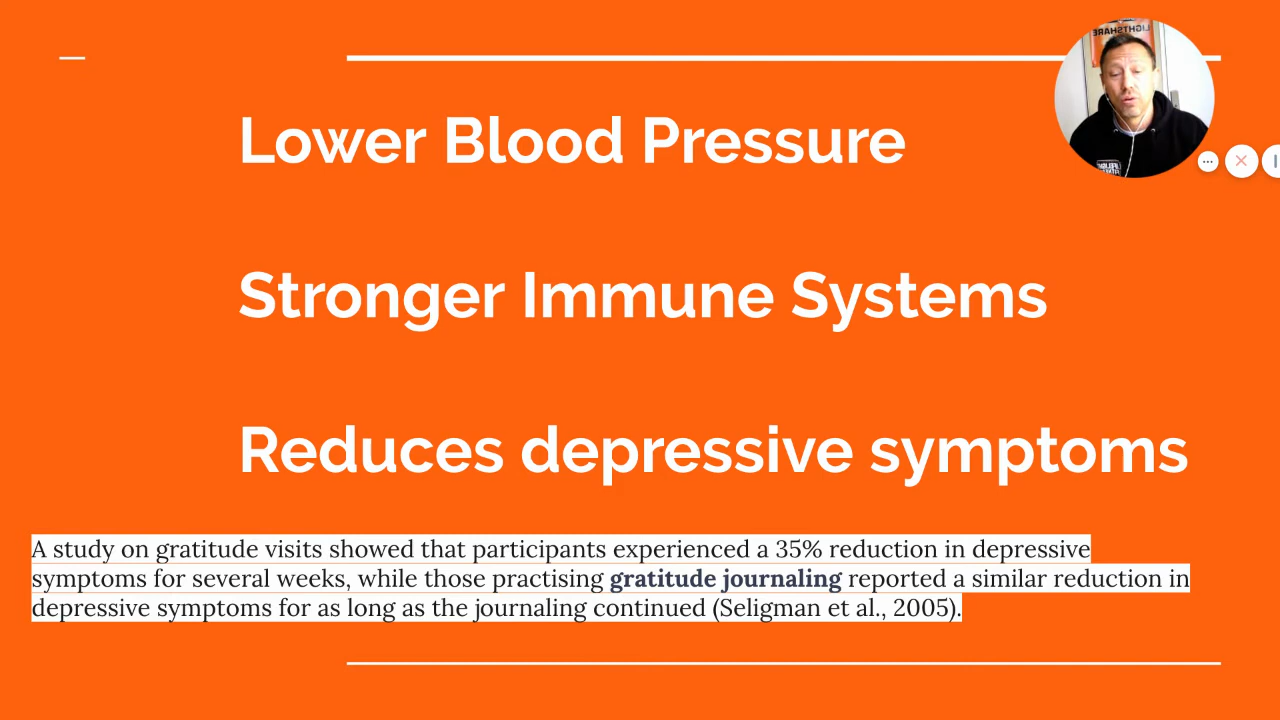 LIGHTSHARE
Lower Blood Pressure
Stronger Immune Systems
Reduces depressive symptoms
A study on gratitude visits showed that participants experienced a 35% reduction in depressive
symptoms for several weeks, while those practising gratitude journaling reported a similar reduction in
depressive symptoms for as long as the journaling continued (Seligman et al., 2005).